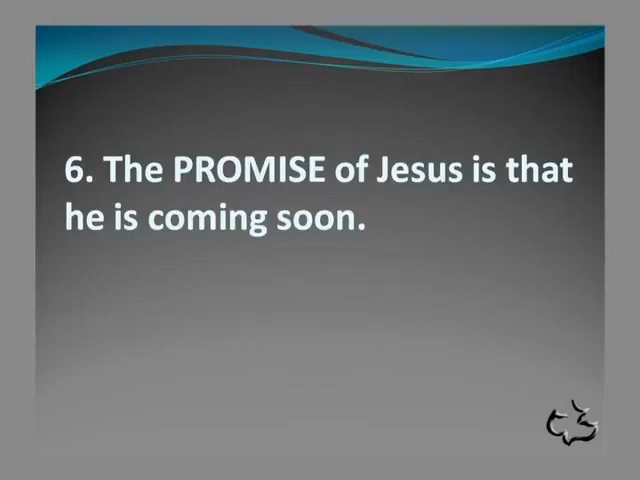 6. The PROMISE of Jesus is that
he is coming soon.